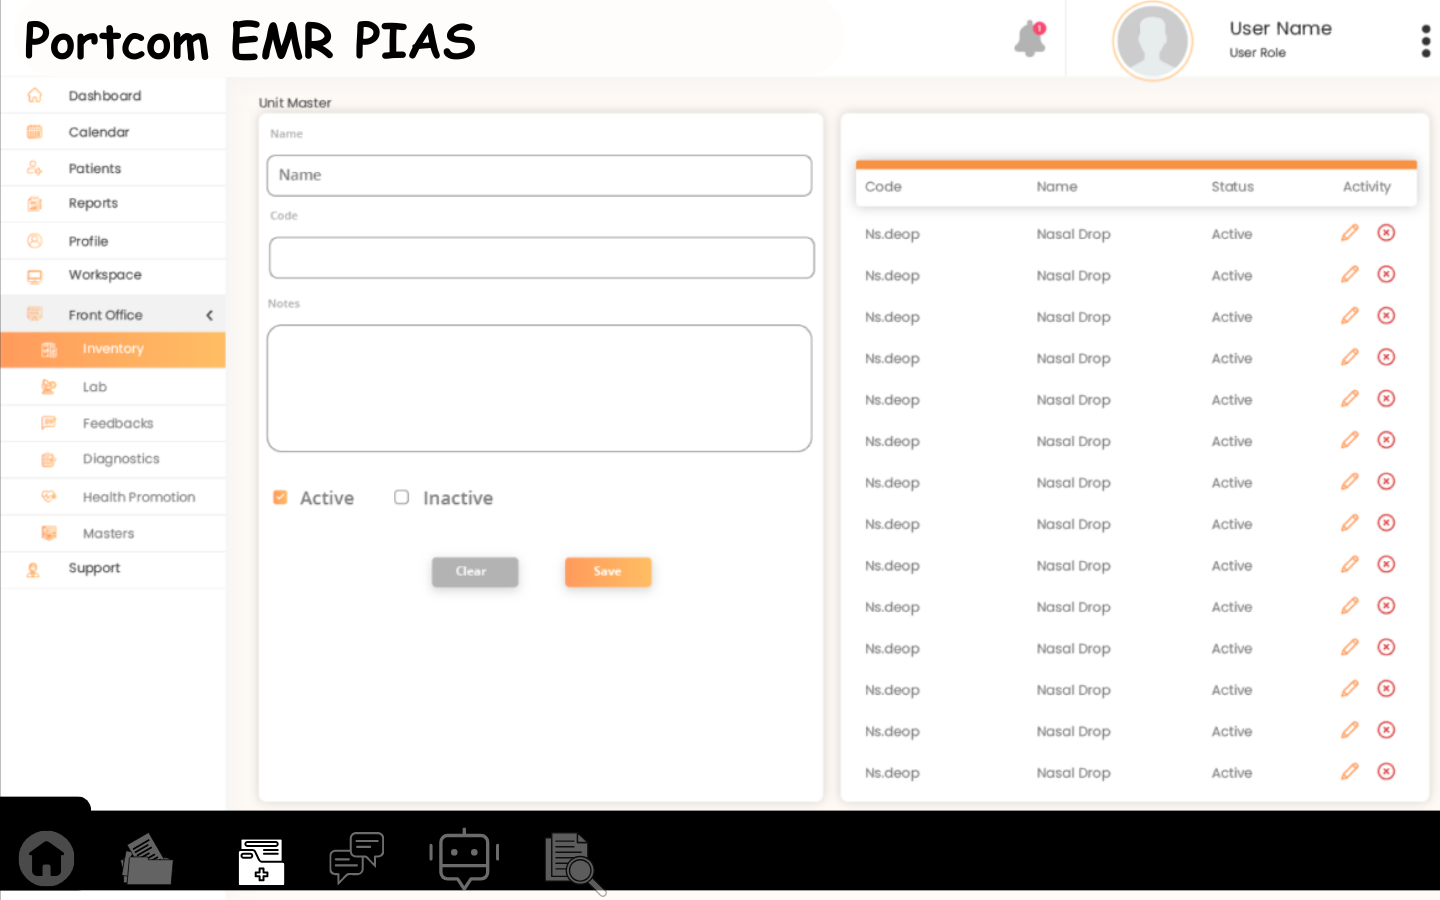 Portcom EMR PIAS
1
User Name
User Role
Dashboard
Calendar
Patients
Reports
Profile
Workspace
Front Office
Inventory
Lab
Feedbacks
Diagnostics
Health Promotion
Masters
Support
Unit Master
Name
Name
Code
Notes
Active Inactive
Clear Save
Code Name Status Activity
Ns.deop Nasal Drop Active
Ns.deop Nasal Drop Active
Ns.deop Nasal Drop Active
Ns.deop Nasal Drop Active
Ns.deop Nasal Drop Active
Ns.deop Nasal Drop Active
Ns.deop Nasal Drop Active
Ns.deop Nasal Drop Active
Ns.deop Nasal Drop Active
Ns.deop Nasal Drop Active
Ns.deop Nasal Drop Active
Ns.deop Nasal Drop Active
Ns.deop Nasal Drop Active
Ns.deop Nasal Drop Active